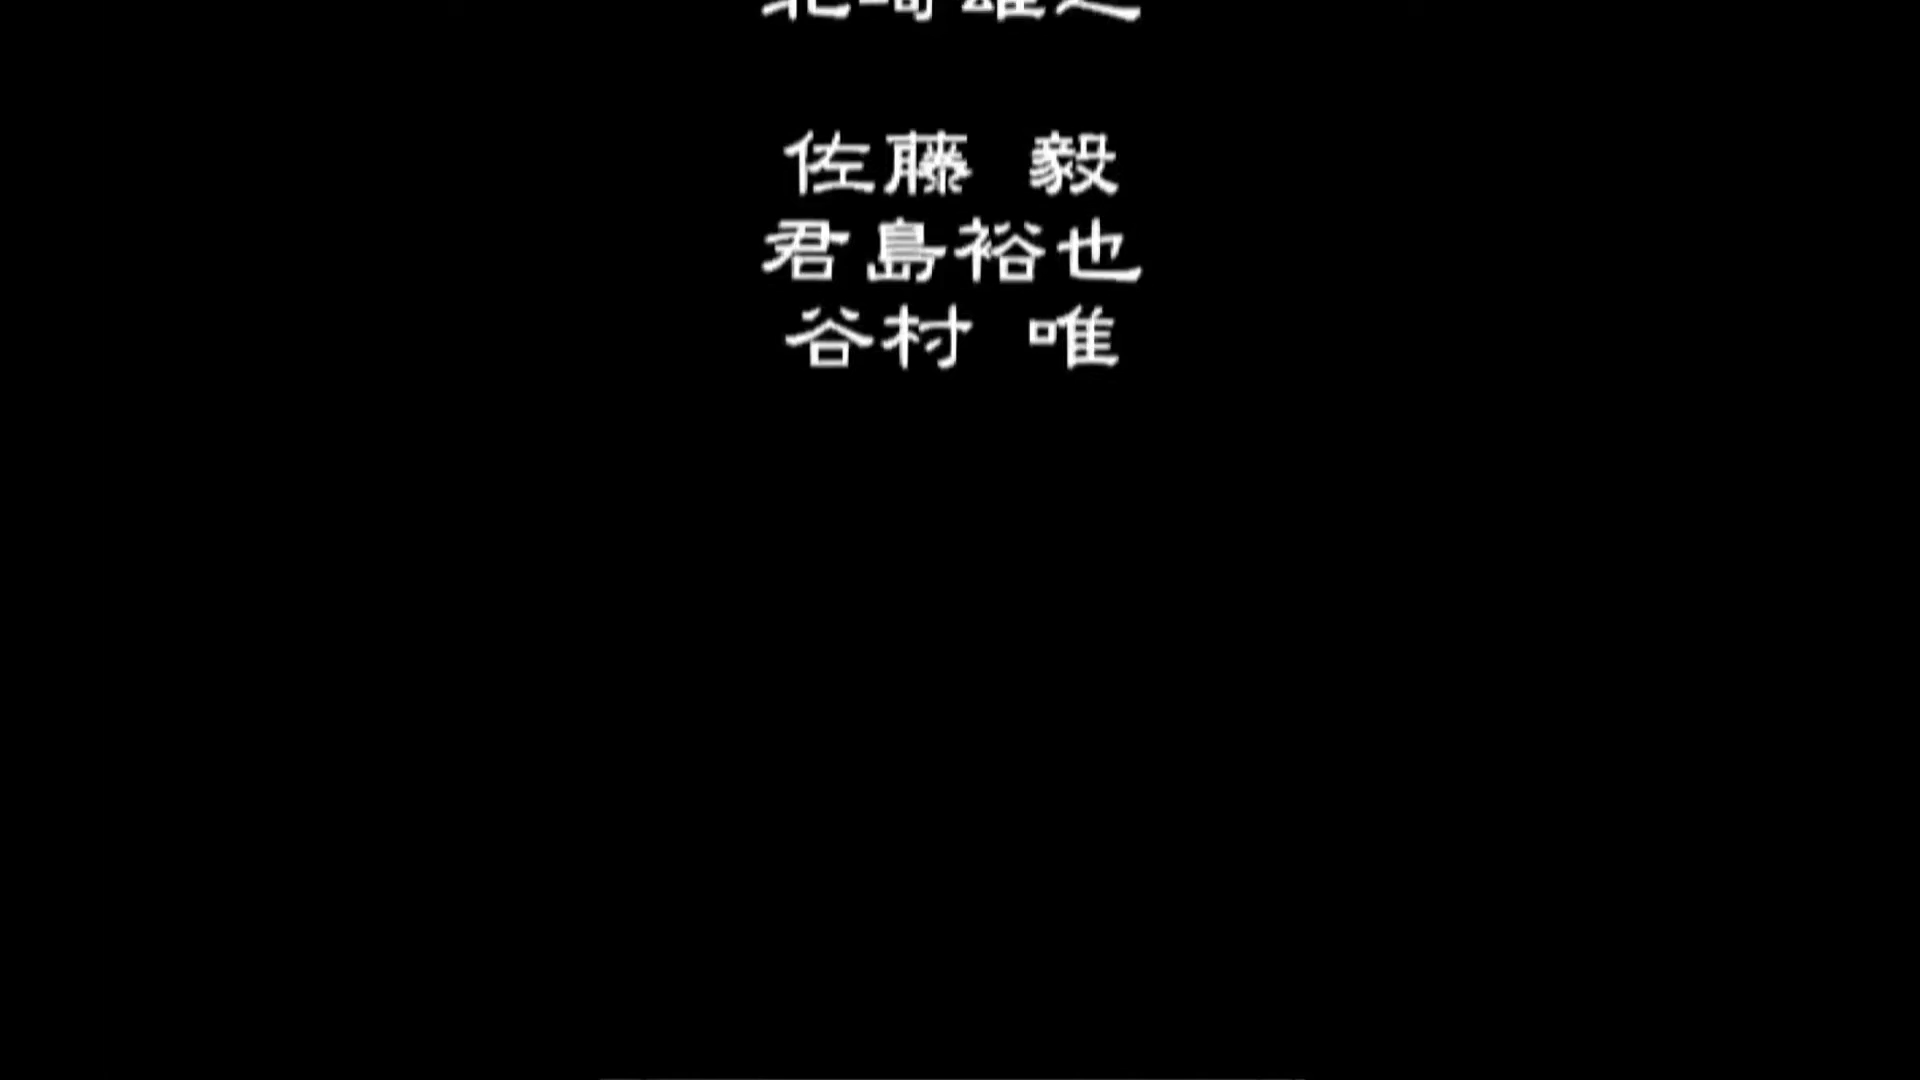 佐藤 毅
君島裕也
谷村 唯